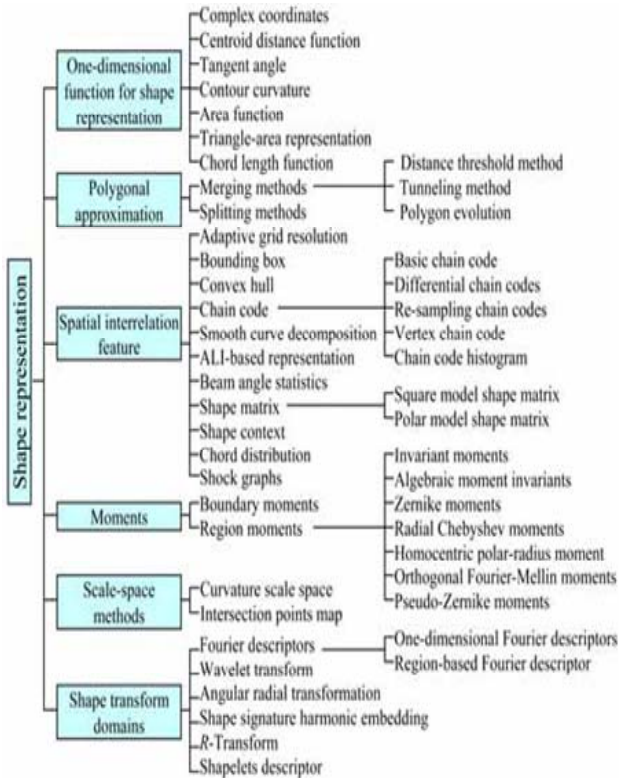 Shape representation
One-dimensional
function for shape
representation
Complex coordinates
Centroid distance function
Tangent angle
Contour curvature
Area function
Triangle-area representation
Chord length function
Polygonal
approximation
Merging methods
Distance threshold method
Tunneling method
Polygon evolution
Splitting methods
Spatial interrelation
feature
Adaptive grid resolution
Bounding box
Convex hull
Chain code
Basic chain code
Differential chain codes
Re-sampling chain codes
Vertex chain code
Chain code histogram
Smooth curve decomposition
ALI-based representation
Beam angle statistics
Shape matrix
Square model shape matrix
Polar model shape matrix
Shape context
Chord distribution
Shock graphs
Moments
Boundary moments
Region moments
Invariant moments
Algebraic moment invariants
Zernike moments
Radial Chebyshev moments
Homocentric polar-radius moment
Orthogonal Fourier-Mellin moments
Pseudo-Zernike moments
Scale-space
methods
Curvature scale space
Intersection points map
Shape transform
domains
Fourier descriptors
One-dimensional Fourier descriptors
Region-based Fourier descriptor
Wavelet transform
Angular radial transformation
Shape signature harmonic embedding
R-Transform
Shapelets descriptor